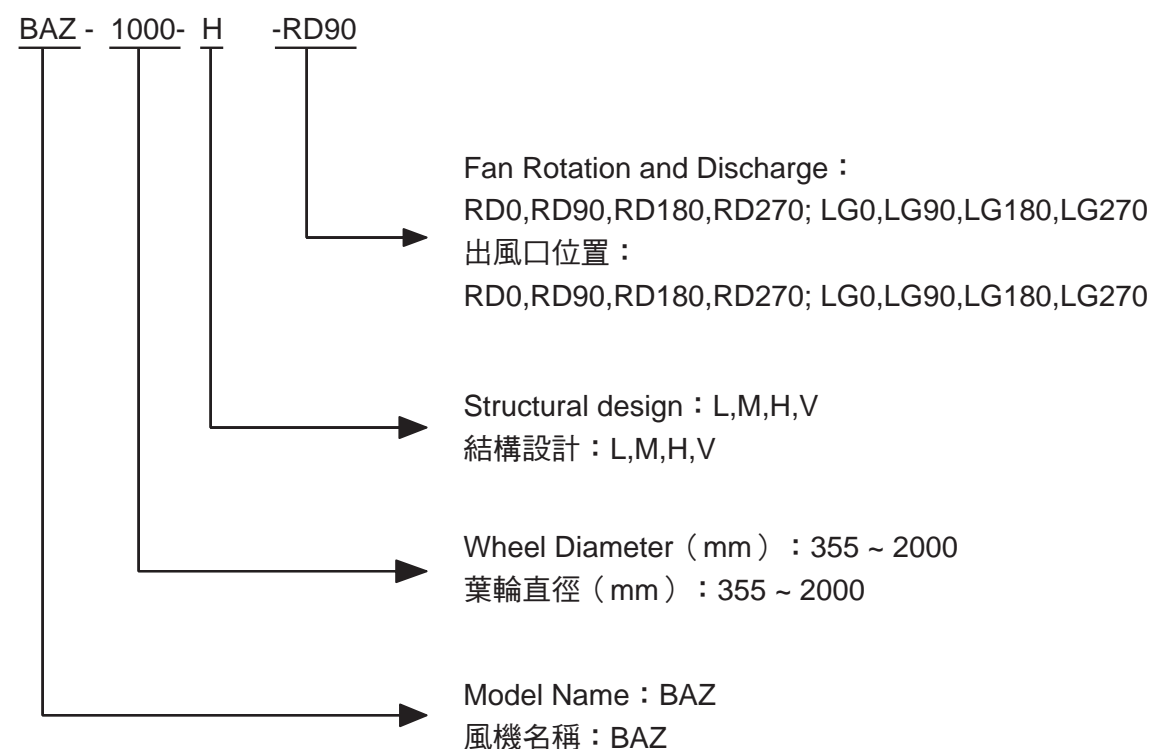 BAZ - 1000- H -RD90
Fan Rotation and Discharge：
RD0,RD90,RD180,RD270; LG0,LG90,LG180,LG270
出風口位置：
RD0,RD90,RD180,RD270; LG0,LG90,LG180,LG270
Structural design：L,M,H,V
結構設計：L,M,H,V
Wheel Diameter（mm）：355 ~ 2000
葉輪直徑（mm）：355 ~ 2000
Model Name：BAZ
風機名稱：BAZ